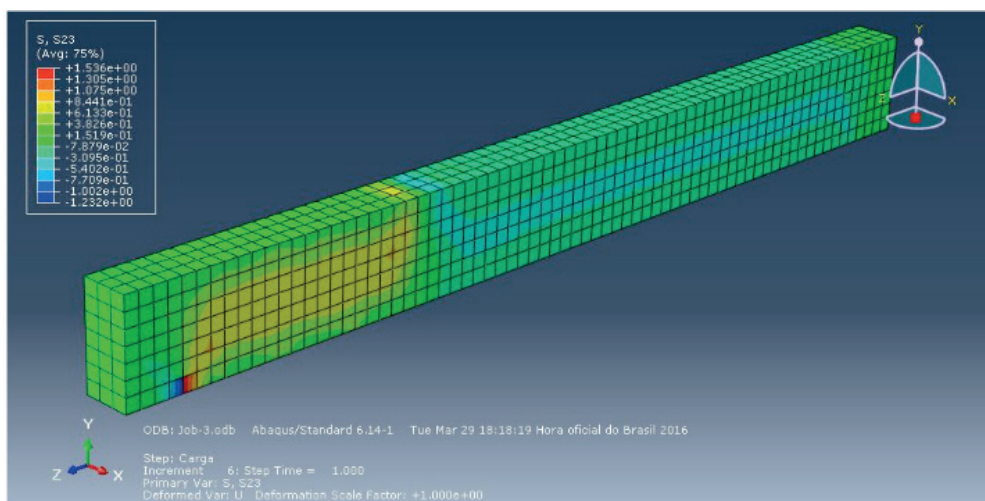 S, S23
(Avg: 75%)
+1.536e+00
+1.305e+00
+1.075e+00
+8.441e-01
+6.133e-01
+3.826e-01
+1.519e-01
-7.879e-02
-3.095e-01
-5.402e-01
-7.709e-01
-1.002e+00
-1.232e+00
Y
Z
X
ODB: Job-3.odb Abaqus/Standard 6.14-1 Tue Mar 29 18:18:19 Hora oficial do Brasil 2016
Y
Z
X
Step: Carga
Increment 6: Step Time = 1.000
Primary Var: S, S23
Deformed Var: U Deformation Scale Factor: +1.000e+00